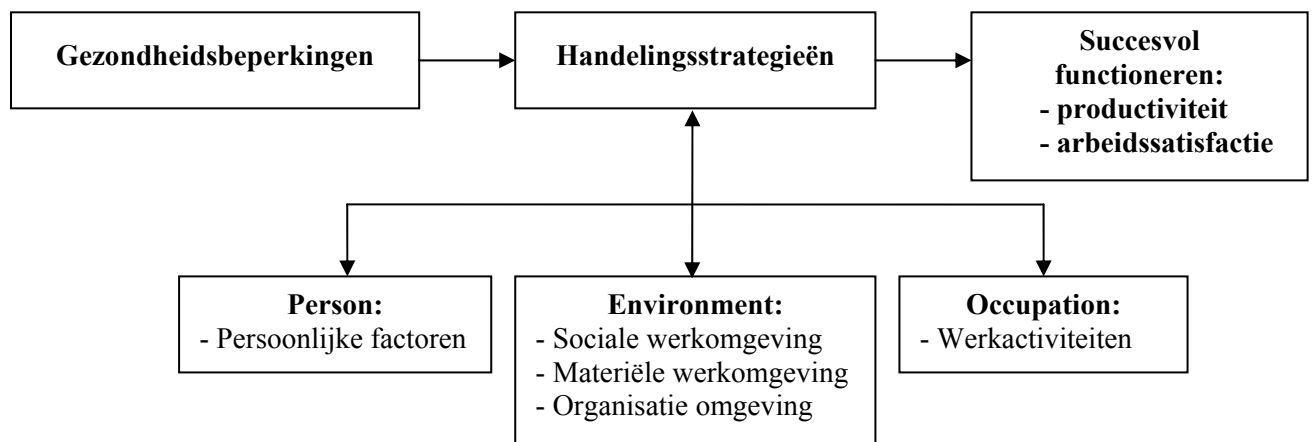 Gezondheidsbeperkingen
Handelingsstrategieën
Succesvol
functioneren:
- productiviteit
- arbeidssatisfactie
Person:
- Persoonlijke factoren
Environment:
- Sociale werkomgeving
- Materiële werkomgeving
- Organisatie omgeving
Occupation:
- Werkactiviteiten